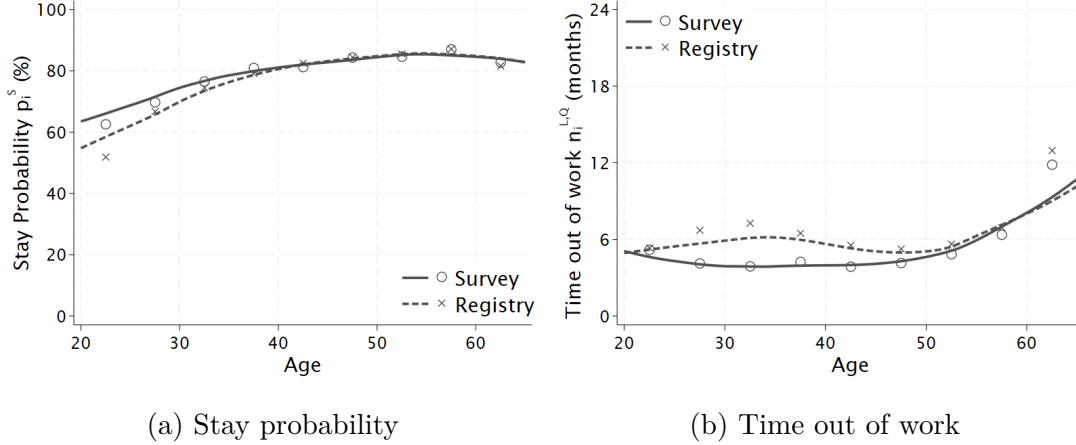 Stay Probability p_i^S (%)
100
80
60
40
20
0
Survey
Registry
20
30
40
50
60
Age
(a) Stay probability
Time out of work n_i^{L,Q} (months)
24
18
12
6
0
Survey
Registry
20
30
40
50
60
Age
(b) Time out of work